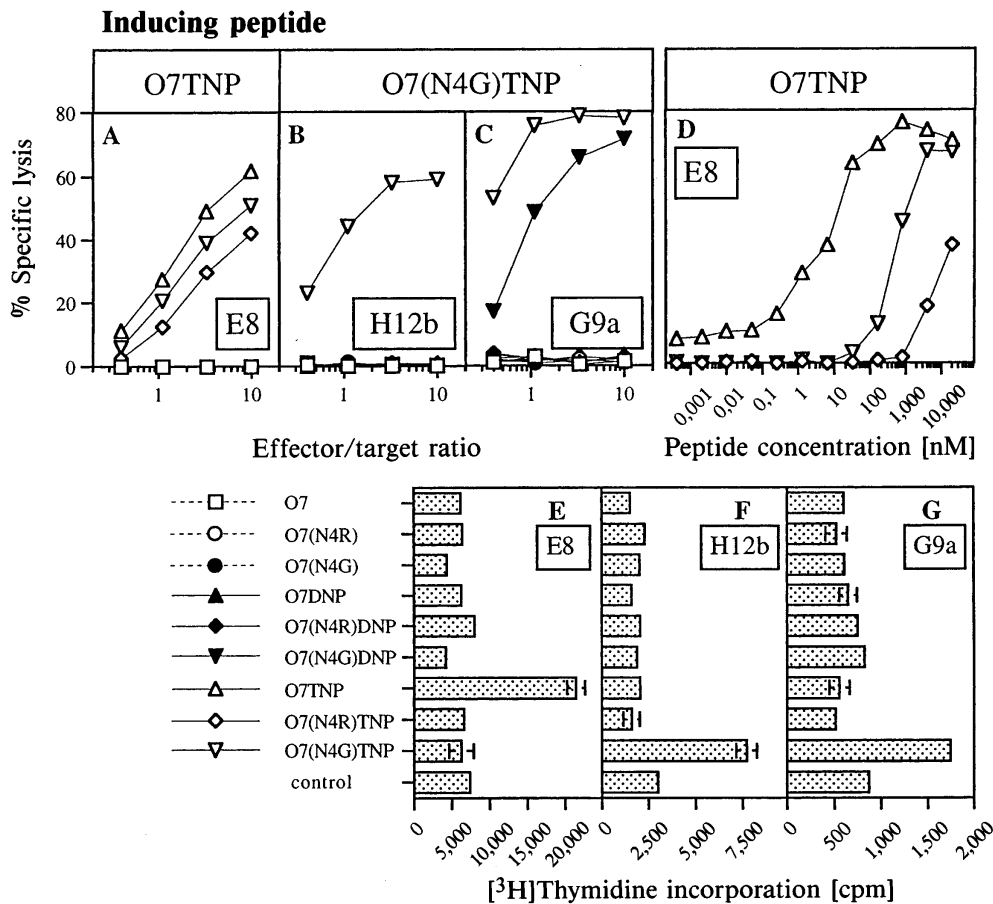 Inducing peptide
O7TNP
O7(N4G)TNP
O7TNP
% Specific lysis
80
60
40
20
0
A
B
C
D
E8
H12b
G9a
E8
1
10
1
10
1
10
0,001
0,01
0,1
1
10
100
1,000
10,000
Effector/target ratio
Peptide concentration [nM]
O7
O7(N4R)
O7(N4G)
O7DNP
O7(N4R)DNP
O7(N4G)DNP
O7TNP
O7(N4R)TNP
O7(N4G)TNP
control
E
E8
F
H12b
G
G9a
0
5,000
10,000
15,000
20,000
0
2,500
5,000
7,500
0
500
1,000
1,500
2,000
[³H]Thymidine incorporation [cpm]